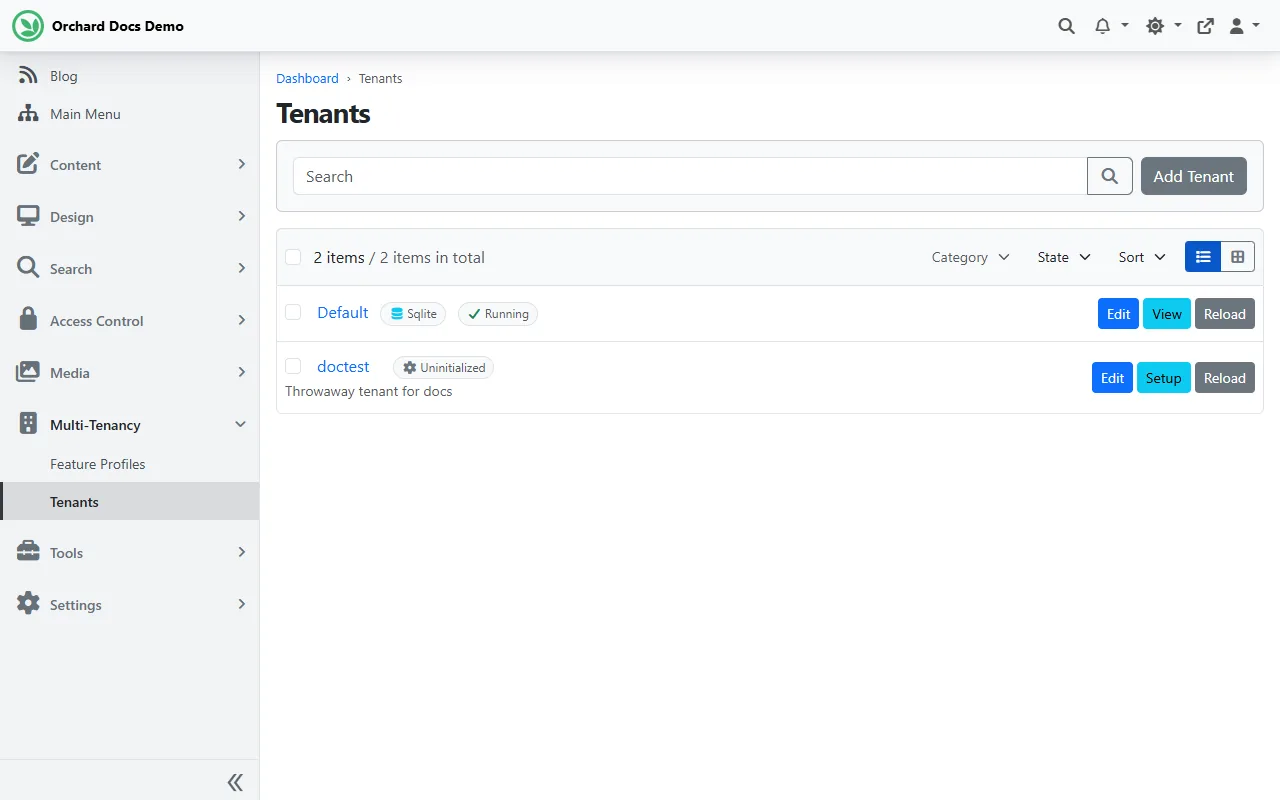 Orchard Docs Demo
Blog
Main Menu
Content
Design
Search
Access Control
Media
Multi-Tenancy
Feature Profiles
Tenants
Tools
Settings
Dashboard › Tenants
Tenants
Search
Add Tenant
2 items / 2 items in total
Category
State
Sort
Default
Sqlite
Running
Edit
View
Reload
doctest
Uninitialized
Throwaway tenant for docs
Edit
Setup
Reload